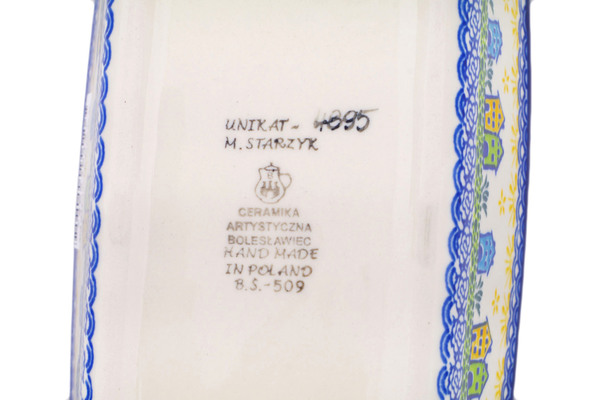 UNIKAT - 4895
M. STARZYK
CERAMIKA
ARTYSTYCZNA
BOLESŁAWIEC
HAND MADE
IN POLAND
B.Ś.-509